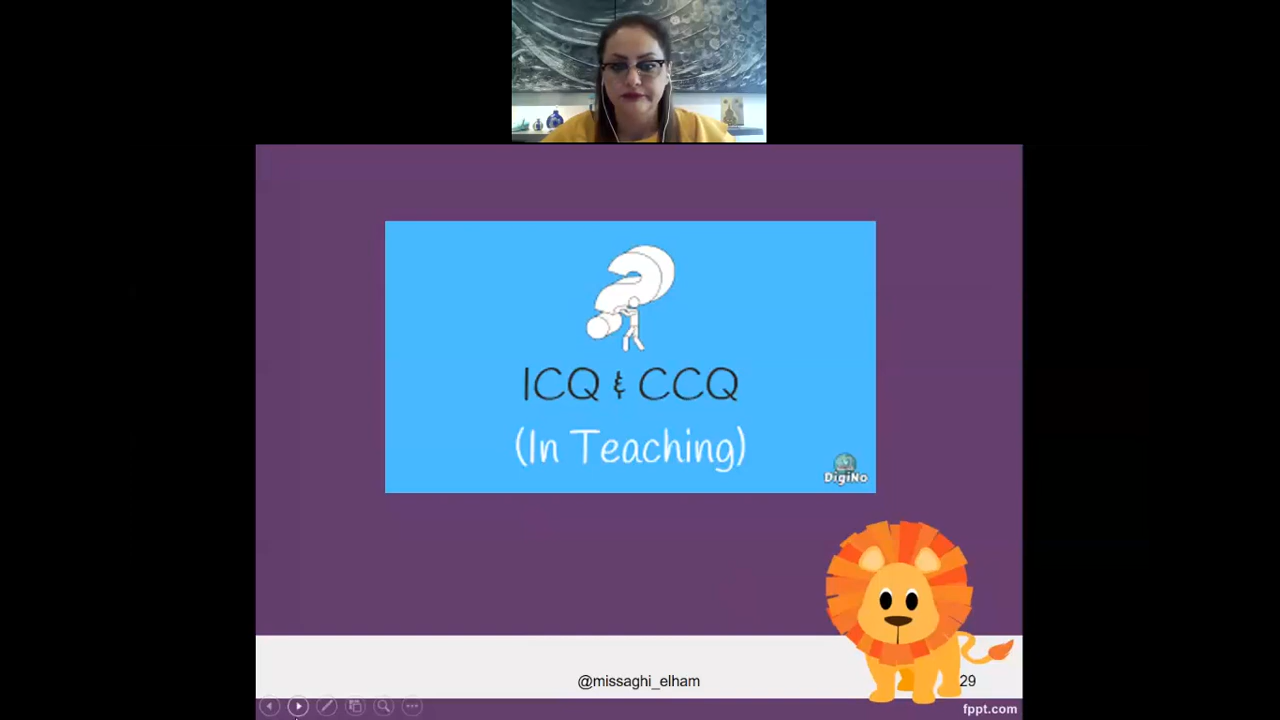 ICQ & CCQ
(In Teaching)
DigiNo
@missaghi_elham
29
fppt.com